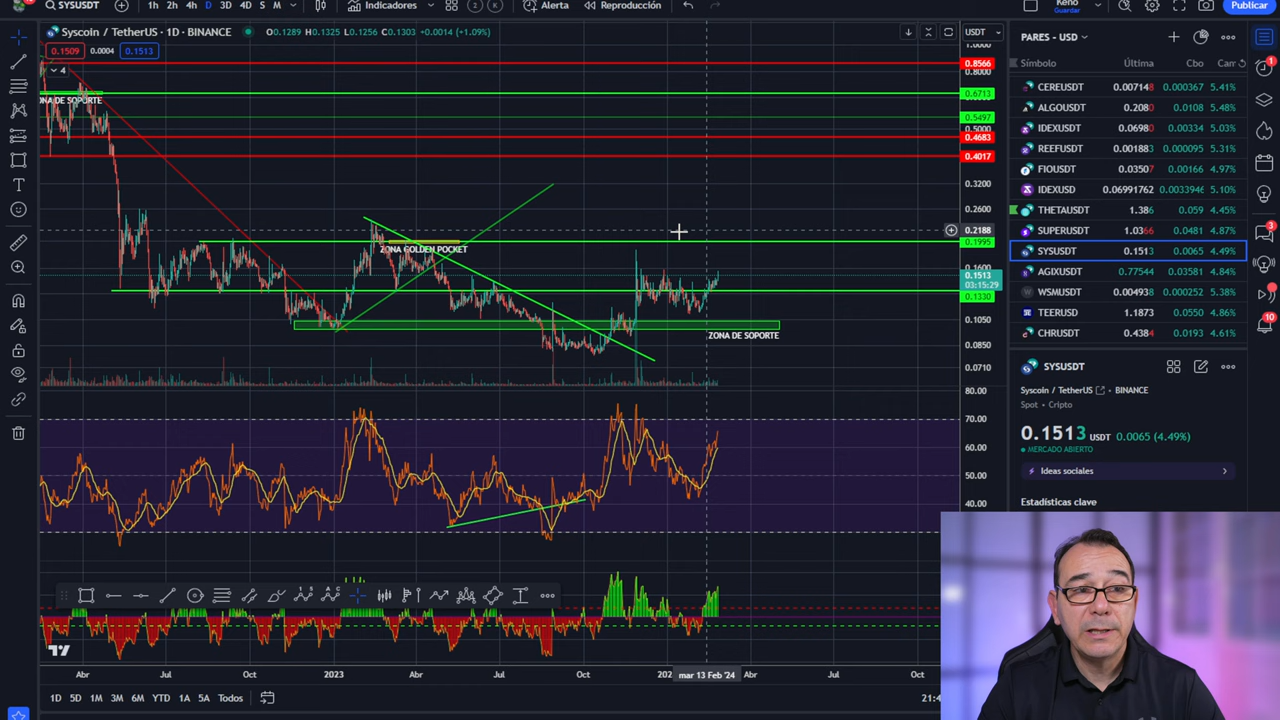 SYSUSDT
1h 2h 4h D 3D 4D S M
Indicadores
2
K
Alerta
Reproducción
Keno
Guardar
Publicar
Syscoin / TetherUS · 1D · BINANCE
O0.1289 H0.1325 L0.1256 C0.1303 +0.0014 (+1.09%)
USDT
0.1509 0.0004 0.1513
4
ZONA DE SOPORTE
ZONA GOLDEN POCKET
ZONA DE SOPORTE
1.0000
0.8566
0.8000
0.6713
0.5497
0.5000
0.4683
0.4017
0.3200
0.2600
0.2188
0.1995
0.1600
0.1513
03:15:29
0.1330
0.1050
0.0850
0.0710
80.00
70.00
60.00
50.00
40.00
Abr Jul Oct 2023 Abr Jul Oct mar 13 Feb '24 Abr Jul Oct
1D 5D 1M 3M 6M YTD 1A 5A Todos
21:4
PARES - USD
Símbolo Última Cbo Carr
CEREUSDT 0.007148 0.000367 5.41%
ALGOUSDT 0.2080 0.0108 5.48%
IDEXUSDT 0.06980 0.00334 5.03%
REEFUSDT 0.001883 0.000095 5.31%
FIOUSDT 0.03507 0.00166 4.97%
IDEXUSD 0.06991762 0.0033946 5.10%
THETAUSDT 1.386 0.059 4.45%
SUPERUSDT 1.0366 0.0481 4.87%
SYSUSDT 0.1513 0.0065 4.49%
AGIXUSDT 0.77544 0.03581 4.84%
WSMUSDT 0.004938 0.000252 5.38%
TEERUSD 1.1873 0.0550 4.86%
CHRUSDT 0.4384 0.0193 4.61%
SYSUSDT
Syscoin / TetherUS BINANCE
Spot • Cripto
0.1513 USDT 0.0065 (4.49%)
MERCADO ABIERTO
Ideas sociales
Estadísticas clave
1
3
10